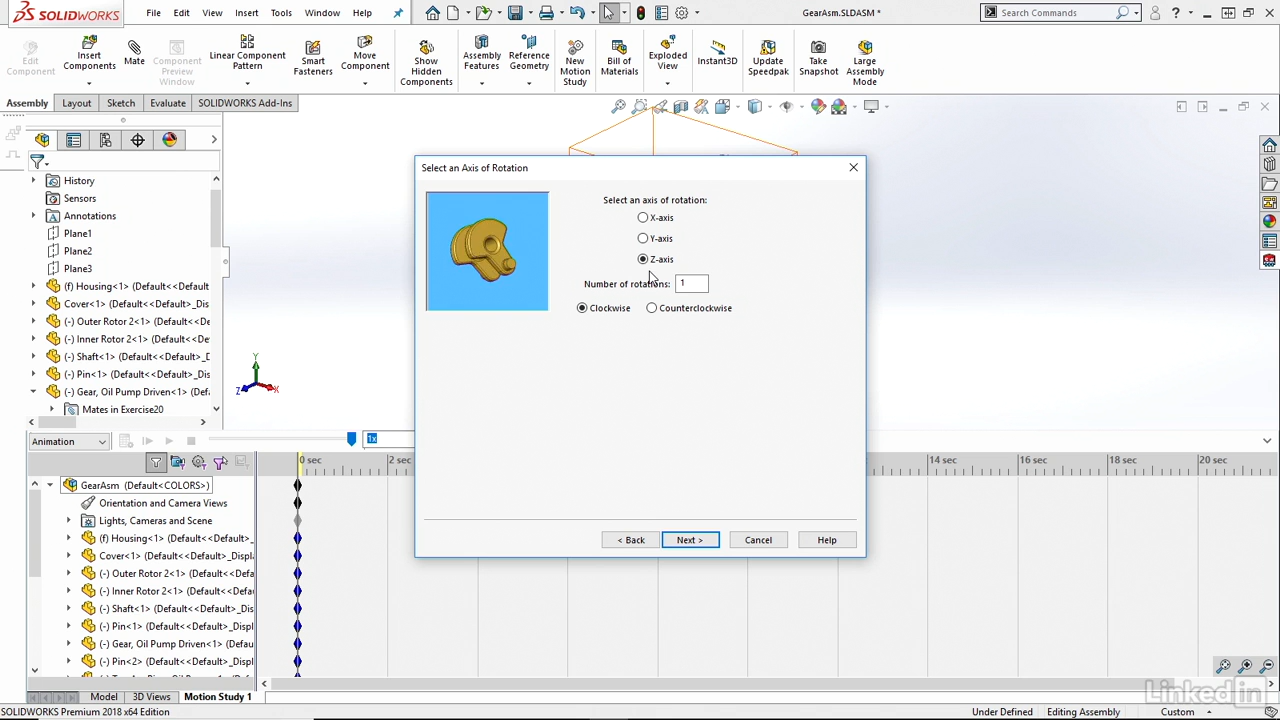 SOLIDWORKS File Edit View Insert Tools Window Help GearAsm.SLDASM * Search Commands
Edit Component
Insert Components
Mate
Component Preview Window
Linear Component Pattern
Smart Fasteners
Move Component
Show Hidden Components
Assembly Features
Reference Geometry
New Motion Study
Bill of Materials
Exploded View
Instant3D
Update Speedpak
Take Snapshot
Large Assembly Mode
Assembly Layout Sketch Evaluate SOLIDWORKS Add-Ins
History
Sensors
Annotations
Plane1
Plane2
Plane3
(f) Housing<1> (Default<<Default
Cover<1> (Default<<Default>_D
(-) Outer Rotor 2<1> (Default<<
(-) Inner Rotor 2<1> (Default<<
(-) Shaft<1> (Default<<Default>_
(-) Pin<1> (Default<<Default>_D
(-) Gear, Oil Pump Driven<1> (Def
Mates in Exercise20
Y
Z
X
Select an Axis of Rotation
Select an axis of rotation:
X-axis
Y-axis
Z-axis
Number of rotations: 1
Clockwise Counterclockwise
< Back Next > Cancel Help
Animation 1x
0 sec 2 sec 14 sec 16 sec 18 sec 20 sec
GearAsm (Default<COLORS>)
Orientation and Camera Views
Lights, Cameras and Scene
(f) Housing<1> (Default<<Default
Cover<1> (Default<<Default>_Displ
(-) Outer Rotor 2<1> (Default<<De
(-) Inner Rotor 2<1> (Default<<Def
(-) Shaft<1> (Default<<Default>_Dis
(-) Pin<1> (Default<<Default>_Displ
(-) Gear, Oil Pump Driven<1> (Defau
(-) Pin<2> (Default<<Default>_Displ
Model 3D Views Motion Study 1
Linked in
SOLIDWORKS Premium 2018 x64 Edition Under Defined Editing Assembly Custom